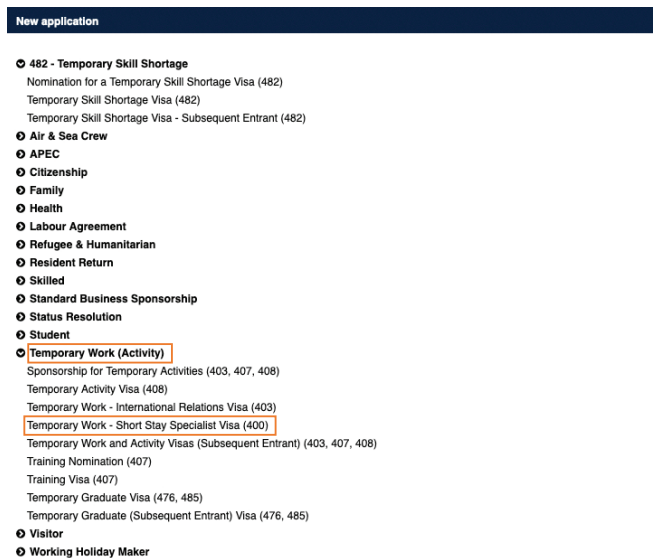 New application
482 - Temporary Skill Shortage
Nomination for a Temporary Skill Shortage Visa (482)
Temporary Skill Shortage Visa (482)
Temporary Skill Shortage Visa - Subsequent Entrant (482)
Air & Sea Crew
APEC
Citizenship
Family
Health
Labour Agreement
Refugee & Humanitarian
Resident Return
Skilled
Standard Business Sponsorship
Status Resolution
Student
Temporary Work (Activity)
Sponsorship for Temporary Activities (403, 407, 408)
Temporary Activity Visa (408)
Temporary Work - International Relations Visa (403)
Temporary Work - Short Stay Specialist Visa (400)
Temporary Work and Activity Visas (Subsequent Entrant) (403, 407, 408)
Training Nomination (407)
Training Visa (407)
Temporary Graduate Visa (476, 485)
Temporary Graduate (Subsequent Entrant) Visa (476, 485)
Visitor
Working Holiday Maker